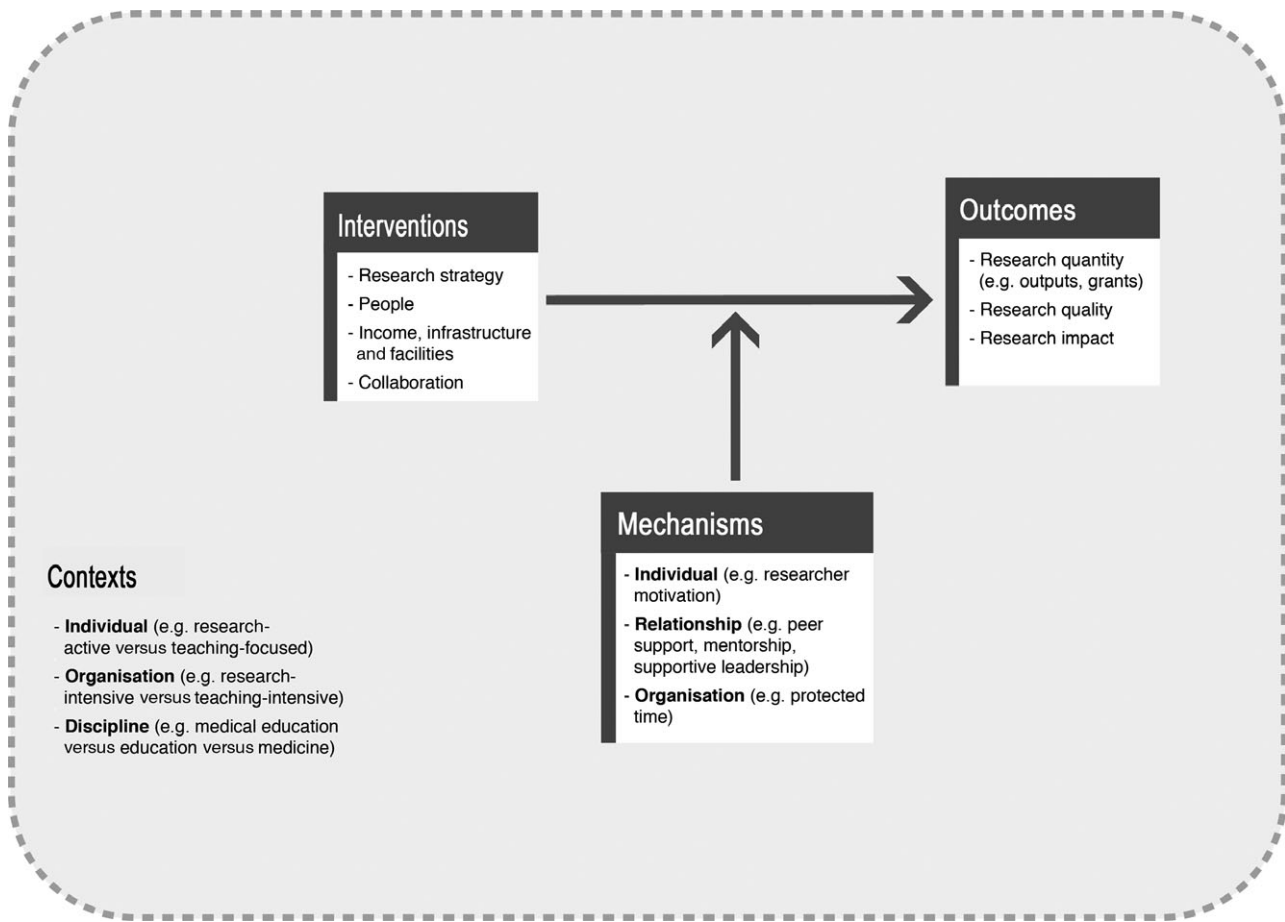 Interventions
- Research strategy
- People
- Income, infrastructure
and facilities
- Collaboration
Outcomes
- Research quantity
(e.g. outputs, grants)
- Research quality
- Research impact
Mechanisms
- Individual (e.g. researcher
motivation)
- Relationship (e.g. peer
support, mentorship,
supportive leadership)
- Organisation (e.g. protected
time)
Contexts
- Individual (e.g. research-
active versus teaching-focused)
- Organisation (e.g. research-
intensive versus teaching-intensive)
- Discipline (e.g. medical education
versus education versus medicine)